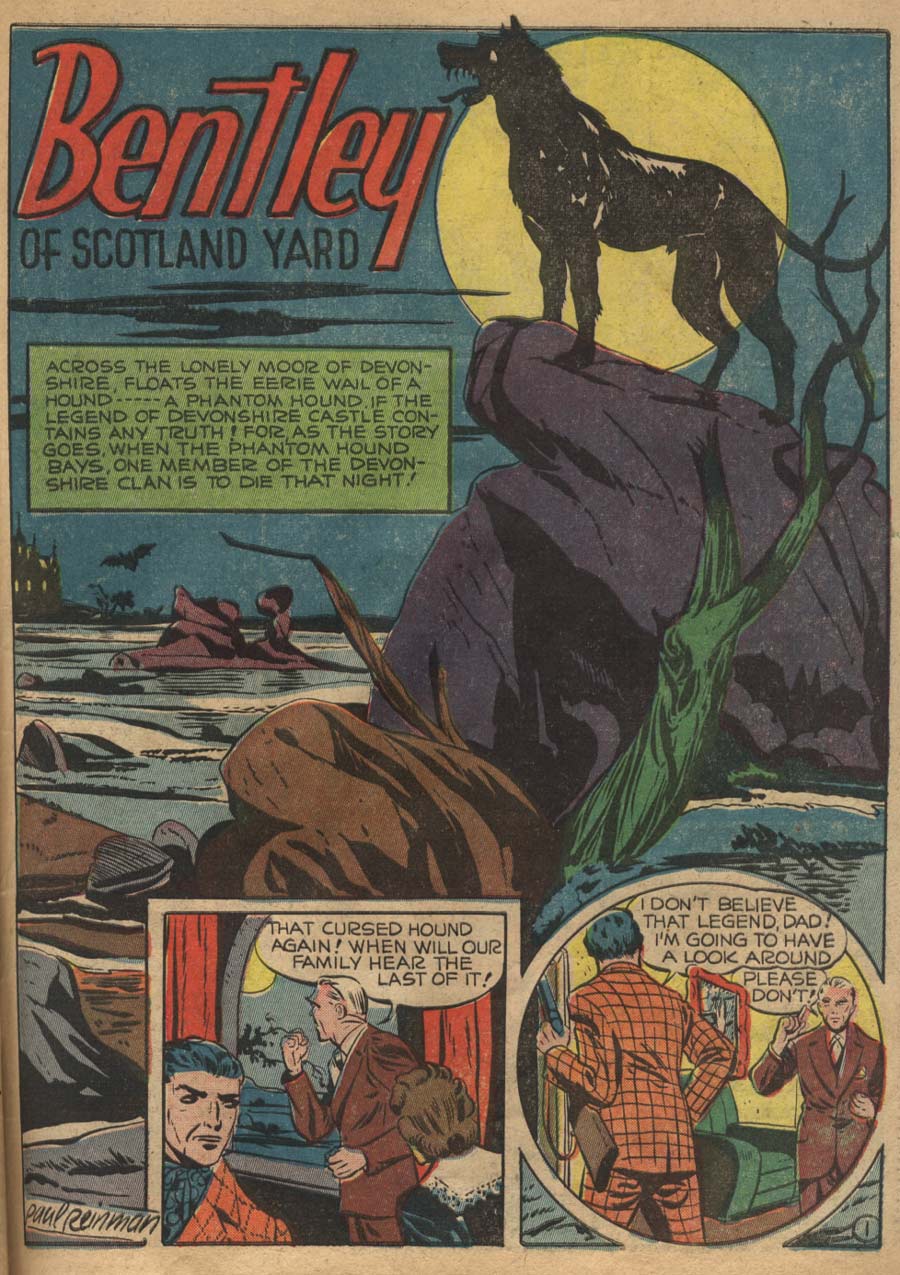 Bentley
OF SCOTLAND YARD
ACROSS THE LONELY MOOR OF DEVON-
SHIRE, FLOATS THE EERIE WAIL OF A
HOUND-----A PHANTOM HOUND, IF THE
LEGEND OF DEVONSHIRE CASTLE CON-
TAINS ANY TRUTH! FOR AS THE STORY
GOES, WHEN THE PHANTOM HOUND
BAYS, ONE MEMBER OF THE DEVON-
SHIRE CLAN IS TO DIE THAT NIGHT!
THAT CURSED HOUND
AGAIN! WHEN WILL OUR
FAMILY HEAR THE
LAST OF IT!
I DON'T BELIEVE
THAT LEGEND, DAD!
I'M GOING TO HAVE
A LOOK AROUND
PLEASE
DON'T!
Paul Reinman
1